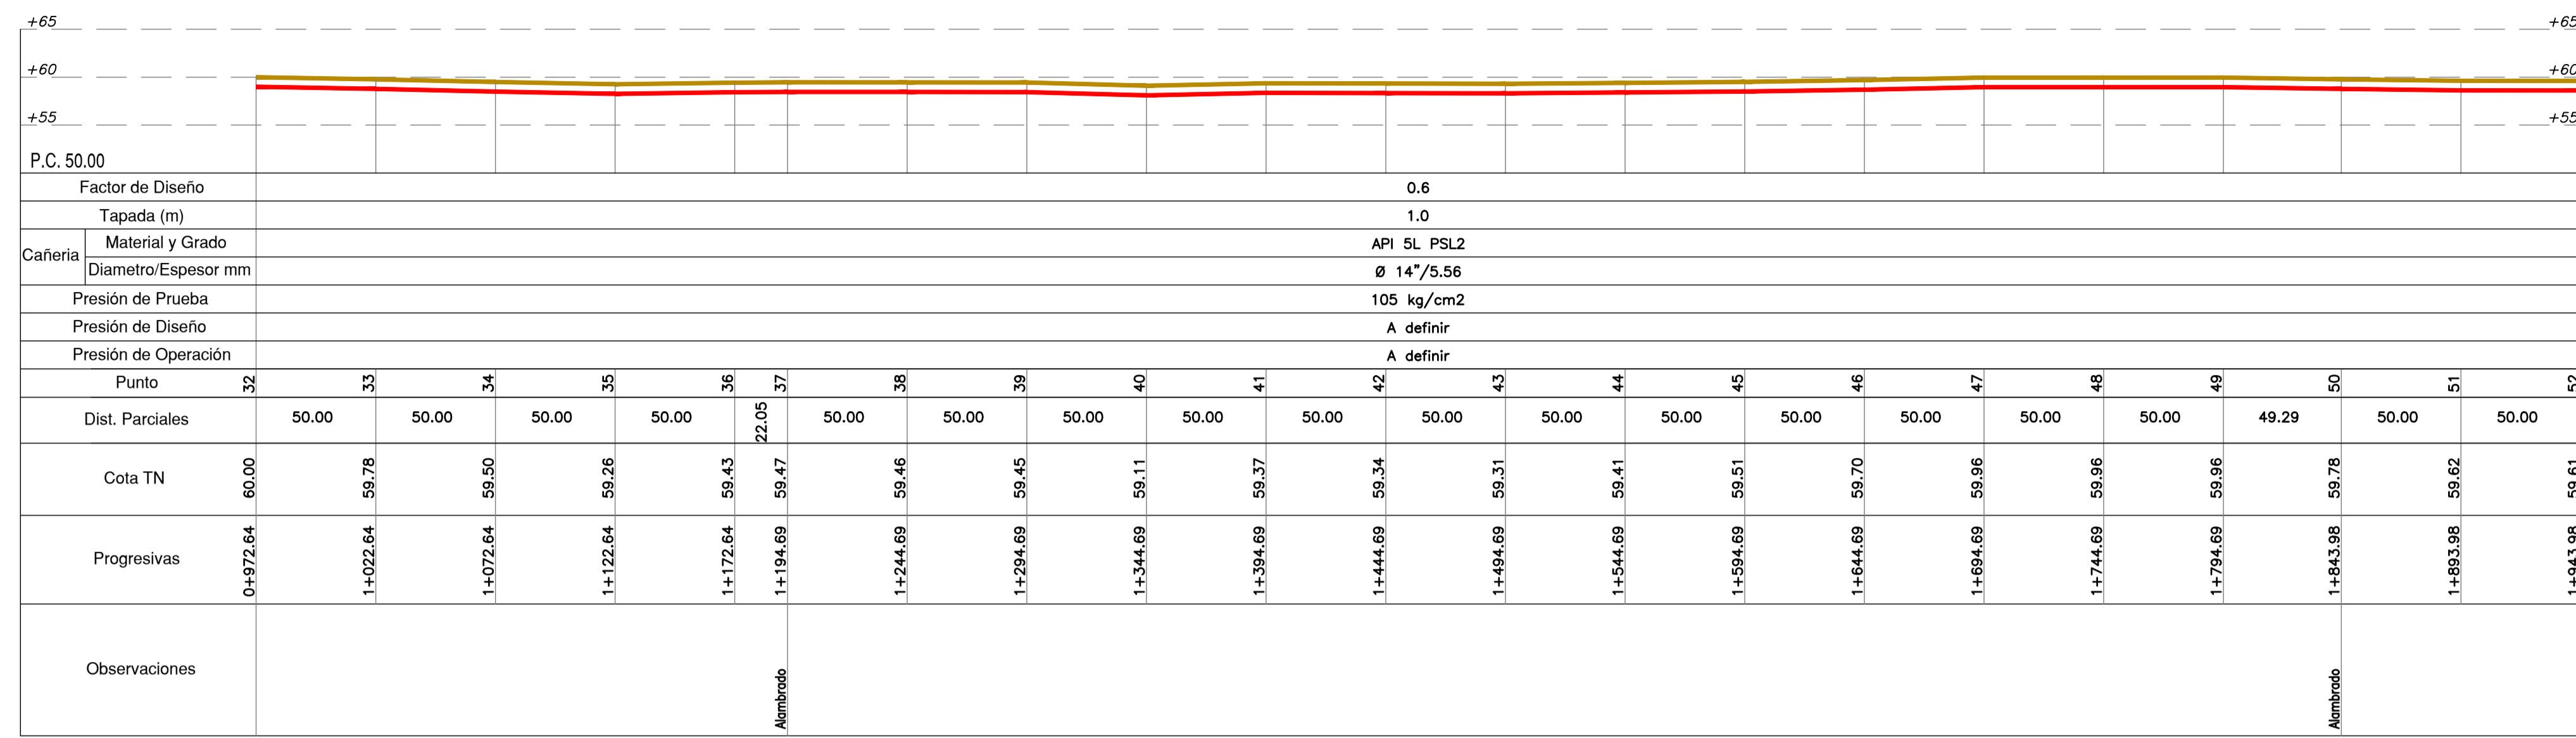 +65 +65
+60 +60
+55 +55
P.C. 50.00
Factor de Diseño 0.6
Tapada (m) 1.0
Cañeria
Material y Grado API 5L PSL2
Diametro/Espesor mm Ø 14"/5.56
Presión de Prueba 105 kg/cm2
Presión de Diseño A definir
Presión de Operación A definir
Punto 32 33 34 35 36 37 38 39 40 41 42 43 44 45 46 47 48 49 50 51 52
Dist. Parciales 50.00 50.00 50.00 50.00 22.05 50.00 50.00 50.00 50.00 50.00 50.00 50.00 50.00 50.00 50.00 50.00 50.00 49.29 50.00 50.00
Cota TN 60.00 59.78 59.50 59.26 59.43 59.47 59.46 59.45 59.11 59.37 59.34 59.31 59.41 59.51 59.70 59.96 59.96 59.96 59.78 59.62 59.61
Progresivas 0+972.64 1+022.64 1+072.64 1+122.64 1+172.64 1+194.69 1+244.69 1+294.69 1+344.69 1+394.69 1+444.69 1+494.69 1+544.69 1+594.69 1+644.69 1+694.69 1+744.69 1+794.69 1+843.98 1+893.98 1+943.98
Observaciones Alambrado Alambrado